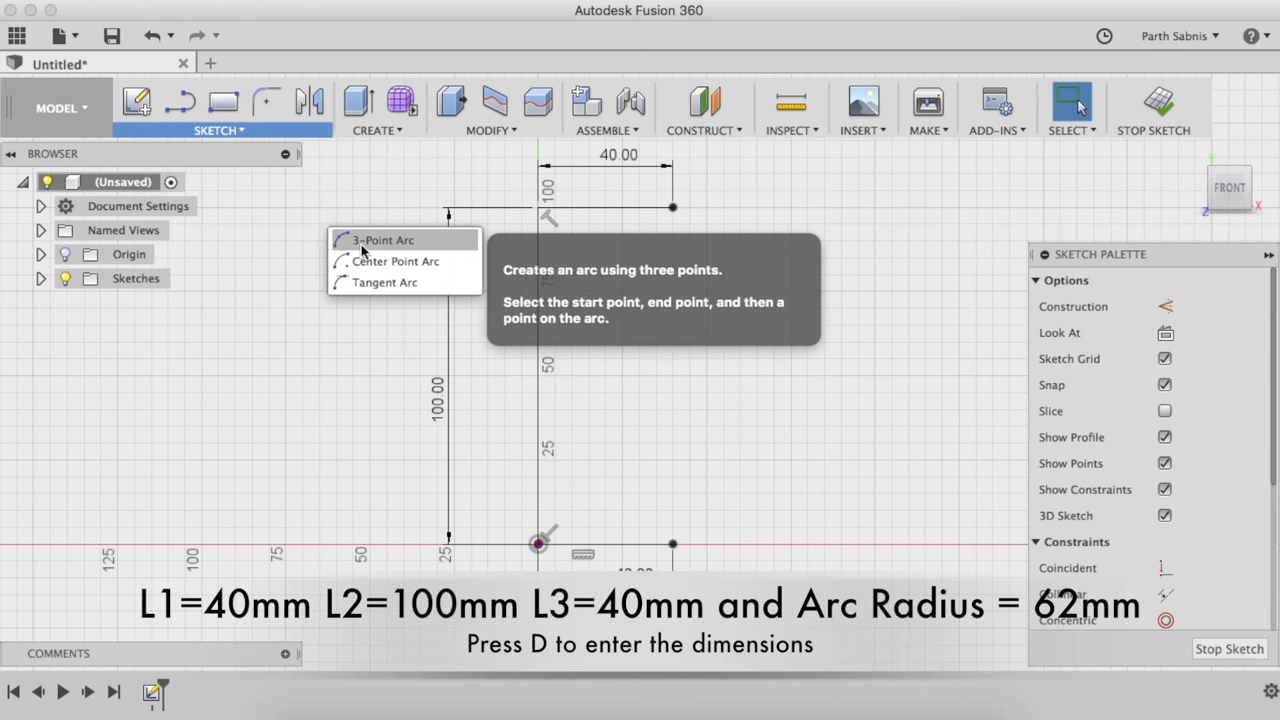 Autodesk Fusion 360
Parth Sabnis
Untitled*
MODEL
SKETCH
CREATE
MODIFY
ASSEMBLE
CONSTRUCT
INSPECT
INSERT
MAKE
ADD-INS
SELECT
STOP SKETCH
BROWSER
(Unsaved)
Document Settings
Named Views
Origin
Sketches
40.00
100
FRONT
X
Z
3-Point Arc
Center Point Arc
Tangent Arc
Creates an arc using three points.
Select the start point, end point, and then a
point on the arc.
100.00
50
25
125
100
75
50
25
SKETCH PALETTE
Options
Construction
Look At
Sketch Grid
Snap
Slice
Show Profile
Show Points
Show Constraints
3D Sketch
Constraints
Coincident
Concentric
L1=40mm L2=100mm L3=40mm and Arc Radius = 62mm
Press D to enter the dimensions
Stop Sketch
COMMENTS